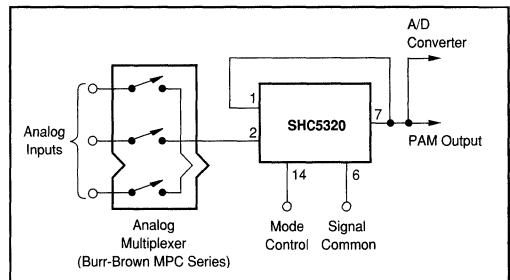 A/D
Converter
1
SHC5320
7
2
PAM Output
Analog
Inputs
14
6
Analog
Multiplexer
(Burr-Brown MPC Series)
Mode
Control
Signal
Common